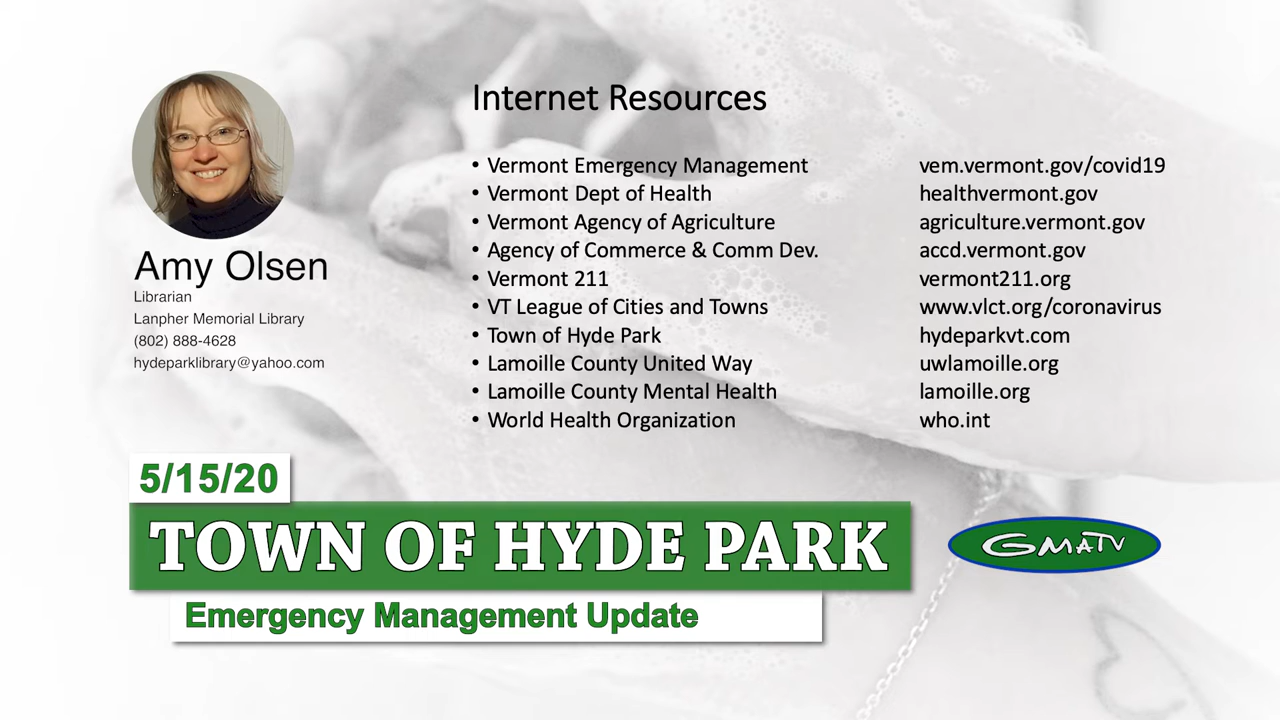 Internet Resources
• Vermont Emergency Management vem.vermont.gov/covid19
• Vermont Dept of Health healthvermont.gov
• Vermont Agency of Agriculture agriculture.vermont.gov
• Agency of Commerce & Comm Dev. accd.vermont.gov
• Vermont 211 vermont211.org
• VT League of Cities and Towns www.vlct.org/coronavirus
• Town of Hyde Park hydeparkvt.com
• Lamoille County United Way uwlamoille.org
• Lamoille County Mental Health lamoille.org
• World Health Organization who.int
Amy Olsen
Librarian
Lanpher Memorial Library
(802) 888-4628
hydeparklibrary@yahoo.com
5/15/20
TOWN OF HYDE PARK
GMATV
Emergency Management Update